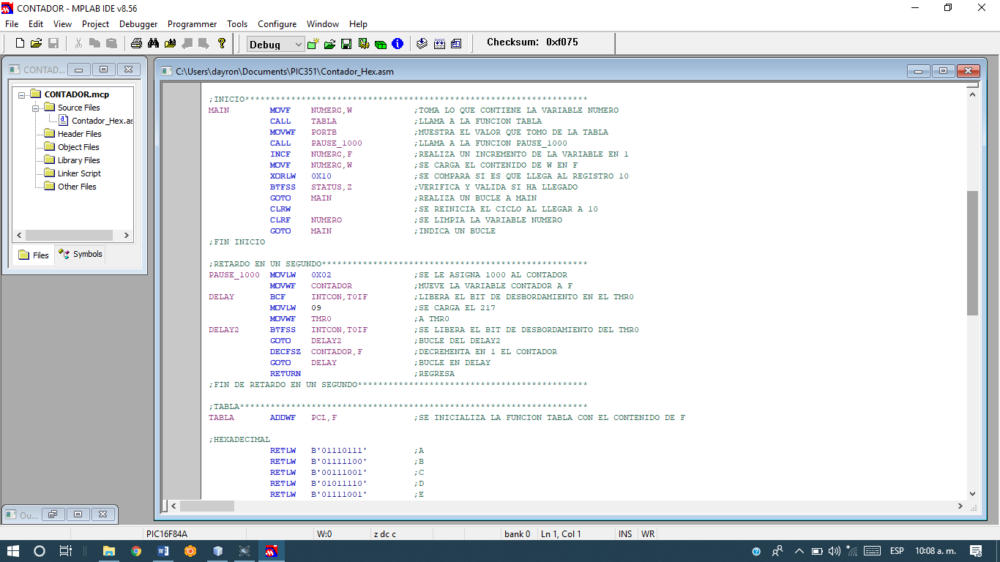 CONTADOR - MPLAB IDE v8.56
File Edit View Project Debugger Programmer Tools Configure Window Help
Debug
Checksum: 0xf075
CONTAD...
CONTADOR.mcp
Source Files
Contador_Hex.as
Header Files
Object Files
Library Files
Linker Script
Other Files
Files Symbols
C:\Users\dayron\Documents\PIC351\Contador_Hex.asm
;INICIO*******************************************************************
MAIN MOVF NUMERO,W ;TOMA LO QUE CONTIENE LA VARIABLE NUMERO
CALL TABLA ;LLAMA A LA FUNCION TABLA
MOVWF PORTB ;MUESTRA EL VALOR QUE TOMO DE LA TABLA
CALL PAUSE_1000 ;LLAMA A LA FUNCION PAUSE_1000
INCF NUMERO,F ;REALIZA UN INCREMENTO DE LA VARIABLE EN 1
MOVF NUMERO,W ;SE CARGA EL CONTENIDO DE W EN F
XORLW 0X10 ;SE COMPARA SI ES QUE LLEGA AL REGISTRO 10
BTFSS STATUS,Z ;VERIFICA Y VALIDA SI HA LLEGADO
GOTO MAIN ;REALIZA UN BUCLE A MAIN
CLRW ;SE REINICIA EL CICLO AL LLEGAR A 10
CLRF NUMERO ;SE LIMPIA LA VARIABLE NUMERO
GOTO MAIN ;INDICA UN BUCLE
;FIN INICIO
;RETARDO EN UN SEGUNDO****************************************************
PAUSE_1000 MOVLW 0X02 ;SE LE ASIGNA 1000 AL CONTADOR
MOVWF CONTADOR ;MUEVE LA VARIABLE CONTADOR A F
DELAY BCF INTCON,T0IF ;LIBERA EL BIT DE DESBORDAMIENTO EN EL TMR0
MOVLW 09 ;SE CARGA EL 217
MOVWF TMR0 ;A TMR0
DELAY2 BTFSS INTCON,T0IF ;SE LIBERA EL BIT DE DESBORDAMIENTO DEL TMR0
GOTO DELAY2 ;BUCLE DEL DELAY2
DECFSZ CONTADOR,F ;DECREMENTA EN 1 EL CONTADOR
GOTO DELAY ;BUCLE EN DELAY
RETURN ;REGRESA
;FIN DE RETARDO EN UN SEGUNDO*********************************************
;TABLA********************************************************************
TABLA ADDWF PCL,F ;SE INICIALIZA LA FUNCION TABLA CON EL CONTENIDO DE F
;HEXADECIMAL
RETLW B'01110111' ;A
RETLW B'01111100' ;B
RETLW B'00111001' ;C
RETLW B'01011110' ;D
RETLW B'01111001' ;E
Ou...
PIC16F84A W:0 z dc c bank 0 Ln 1, Col 1 INS WR
ESP 10:08 a. m.